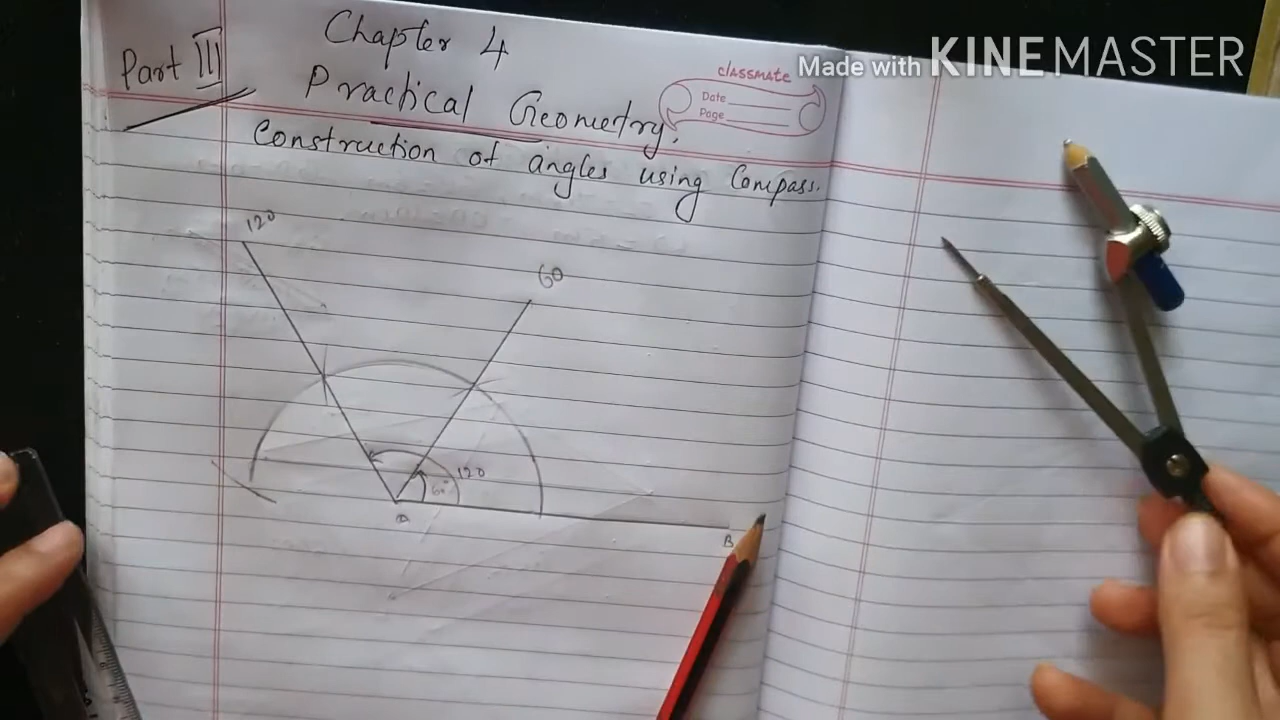 Chapter 4
Part III
Practical Geometry.
Construction of angles using Compass.
classmate
Date
Page
Made with KINEMASTER
120
60
120
60°
B